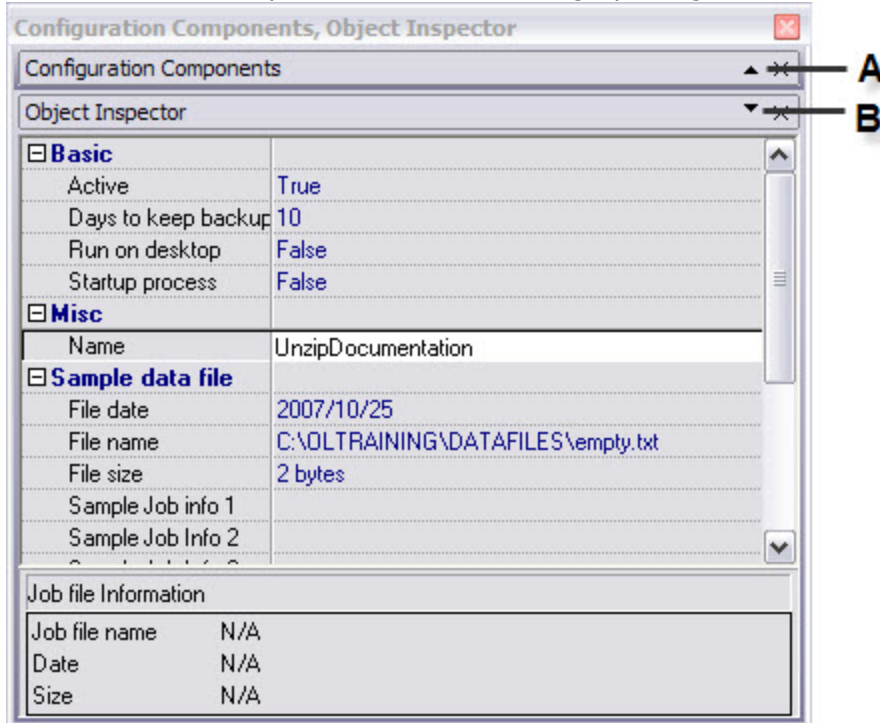 Configuration Components, Object Inspector
Configuration Components
A
Object Inspector
B
Basic
Active True
Days to keep backup 10
Run on desktop False
Startup process False
Misc
Name UnzipDocumentation
Sample data file
File date 2007/10/25
File name C:\OLTRAINING\DATAFILES\empty.txt
File size 2 bytes
Sample Job info 1
Sample Job Info 2
Job file Information
Job file name N/A
Date N/A
Size N/A